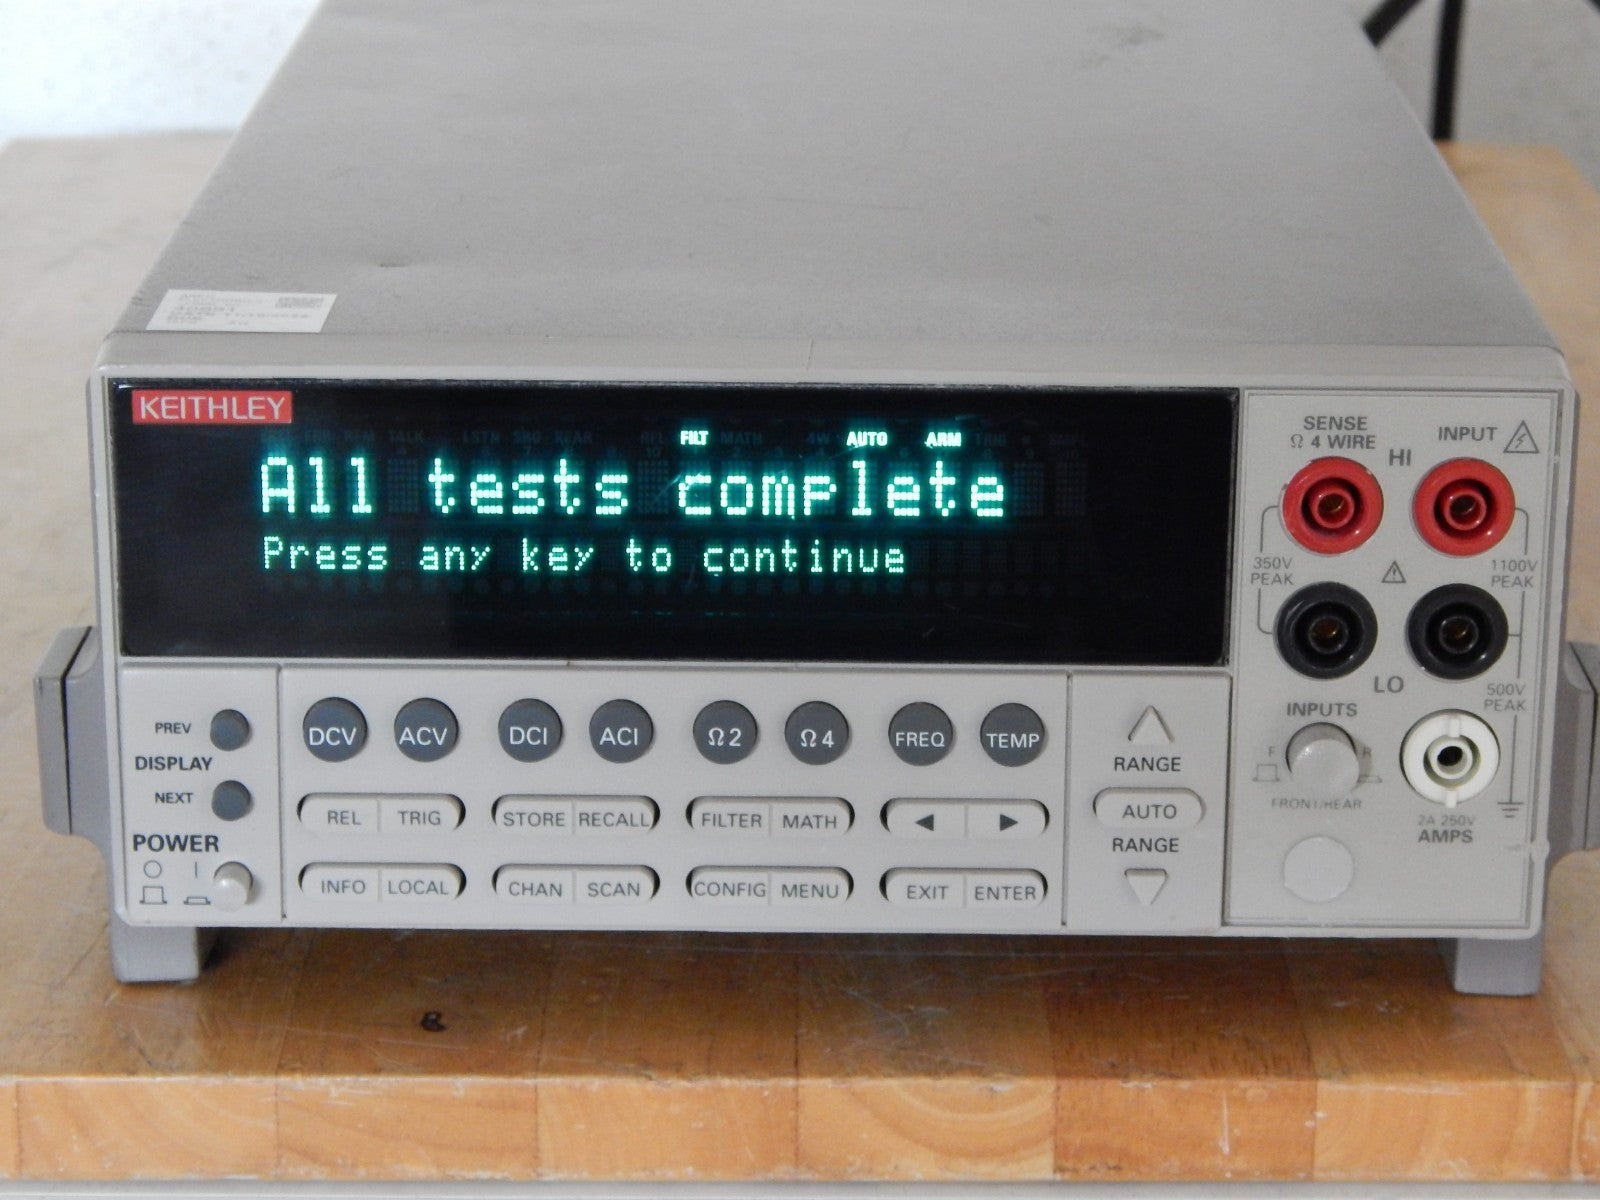 KEITHLEY
FILT AUTO ARM
All tests complete
Press any key to continue
SENSE
Ω 4 WIRE
INPUT
HI
350V
PEAK
1100V
PEAK
LO
500V
PEAK
INPUTS
F R
FRONT/REAR
2A 250V
AMPS
PREV
DISPLAY
NEXT
POWER
DCV ACV DCI ACI Ω2 Ω4 FREQ TEMP
REL TRIG STORE RECALL FILTER MATH
INFO LOCAL CHAN SCAN CONFIG MENU EXIT ENTER
RANGE
AUTO
RANGE